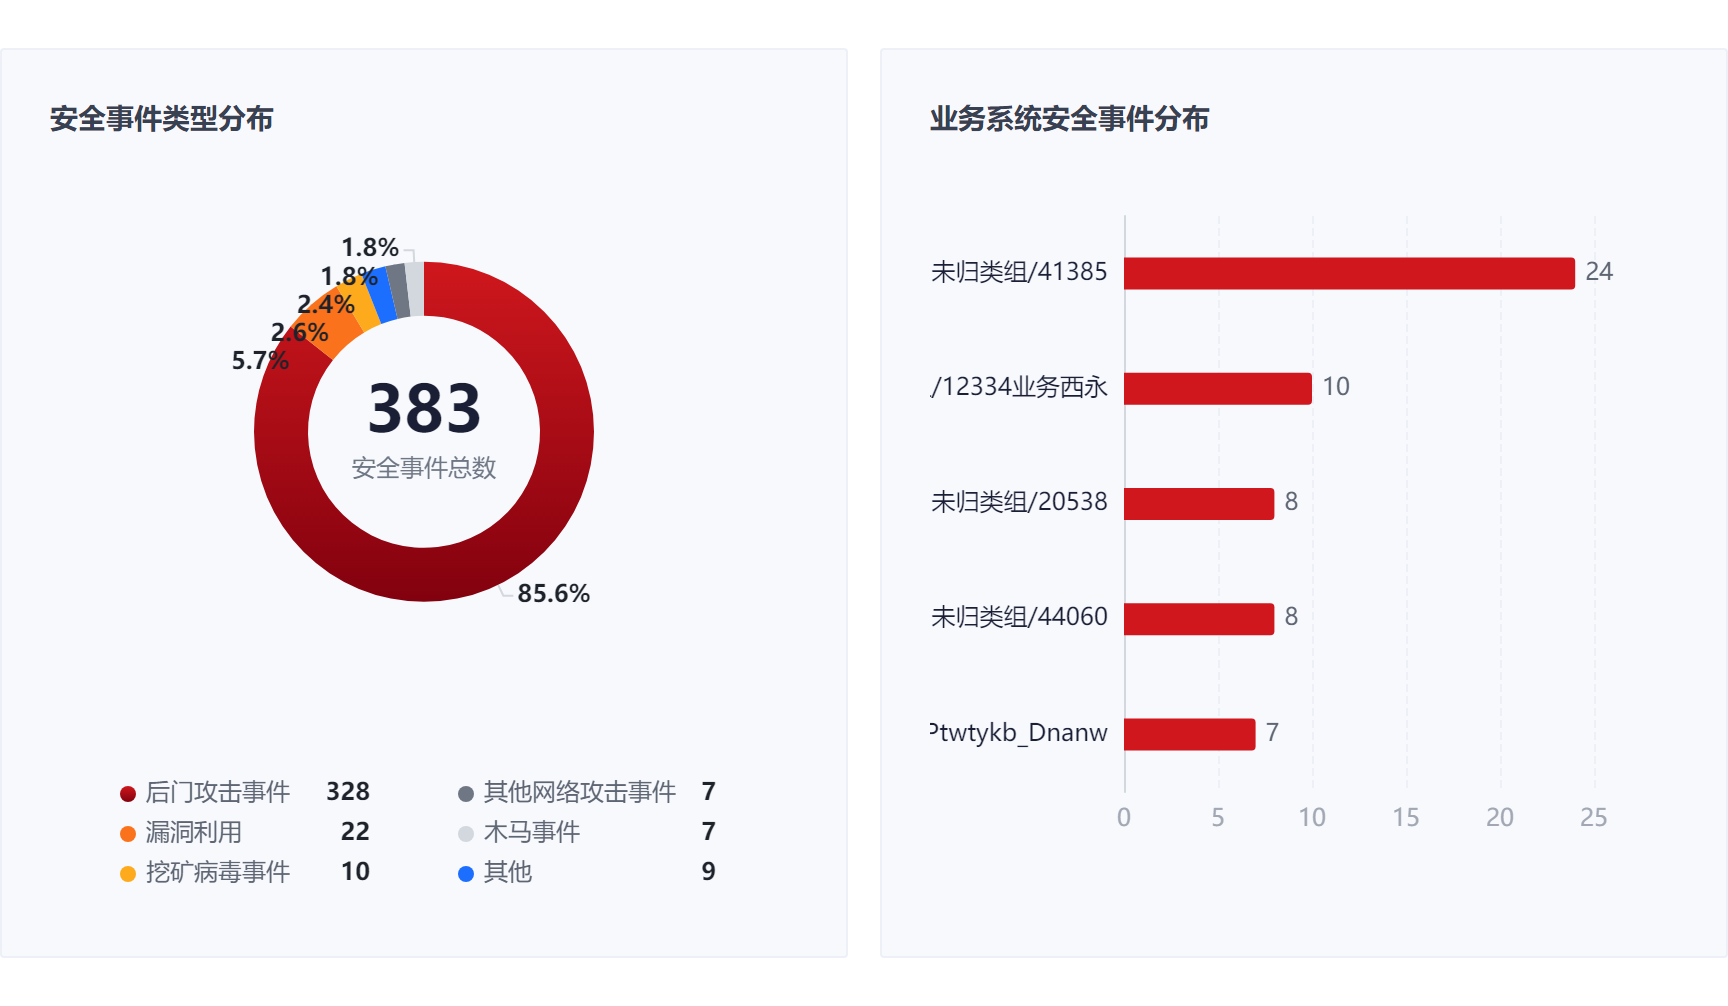 安全事件类型分布
1.8%
1.8%
2.4%
2.6%
5.7%
383
安全事件总数
85.6%
后门攻击事件 328
其他网络攻击事件 7
漏洞利用 22
木马事件 7
挖矿病毒事件 10
其他 9
业务系统安全事件分布
未归类组/41385 24
/12334业务西永 10
未归类组/20538 8
未归类组/44060 8
Ptwtykb_Dnanw 7
0 5 10 15 20 25